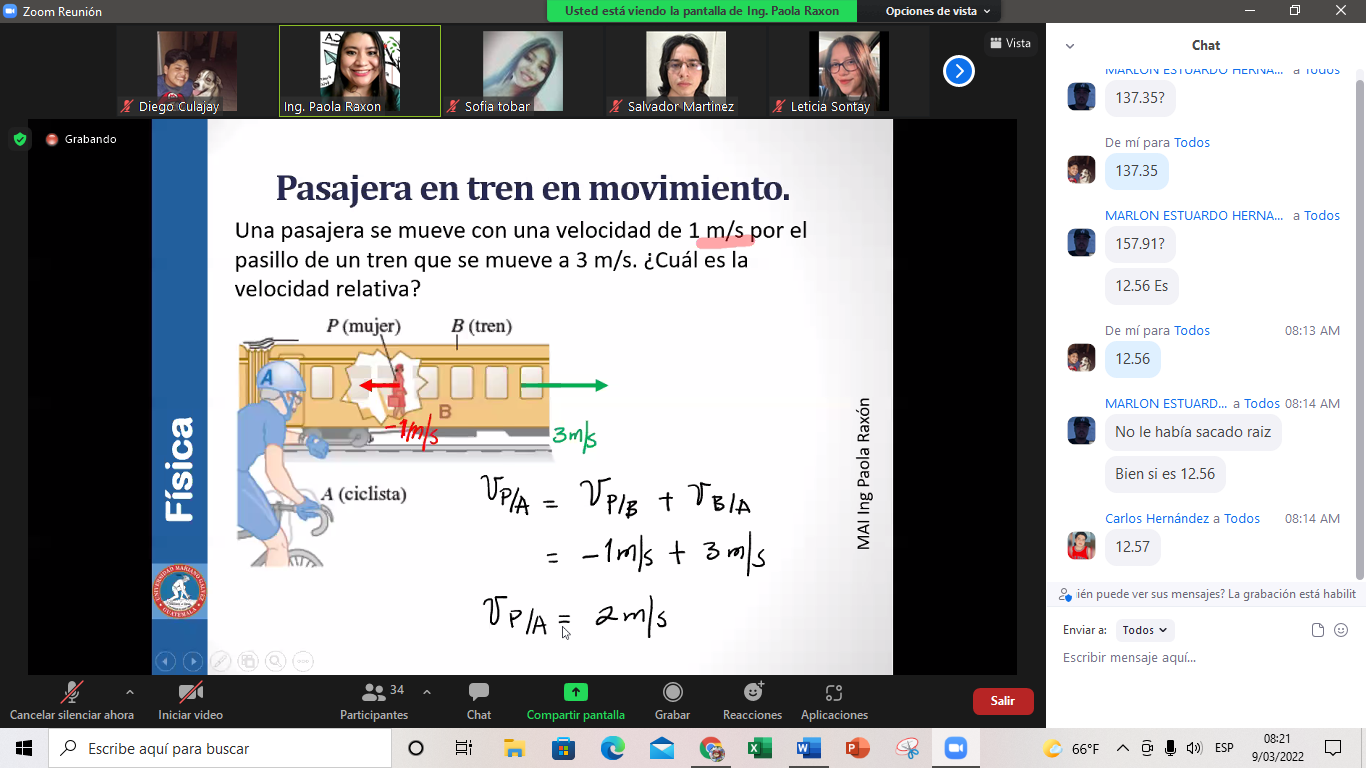 Zoom Reunión
Usted está viendo la pantalla de Ing. Paola Raxon
Opciones de vista
Diego Culajay
Ing. Paola Raxon
Sofia tobar
Salvador Martinez
Leticia Sontay
Vista
Grabando
Física
UNIVERSIDAD MARIANO GALVEZ
GUATEMALA
Pasajera en tren en movimiento.
Una pasajera se mueve con una velocidad de 1 m/s por el
pasillo de un tren que se mueve a 3 m/s. ¿Cuál es la
velocidad relativa?
P (mujer)
B (tren)
A
B
-1m/s
3m/s
A (ciclista)
V P/A = V P/B + V B/A
= -1m/s + 3m/s
V P/A = 2m/s
MAI Ing Paola Raxón
Chat
MARLON ESTUARDO HERNA... a Todos
137.35?
De mí para Todos
137.35
MARLON ESTUARDO HERNA... a Todos
157.91?
12.56 Es
De mí para Todos 08:13 AM
12.56
MARLON ESTUARD... a Todos 08:14 AM
No le había sacado raiz
Bien si es 12.56
Carlos Hernández a Todos 08:14 AM
12.57
ién puede ver sus mensajes? La grabación está habilit
Enviar a: Todos
Escribir mensaje aquí...
Cancelar silenciar ahora
Iniciar video
34
Participantes
Chat
Compartir pantalla
Grabar
Reacciones
Aplicaciones
Salir
Escribe aquí para buscar
66°F
ESP
08:21
9/03/2022